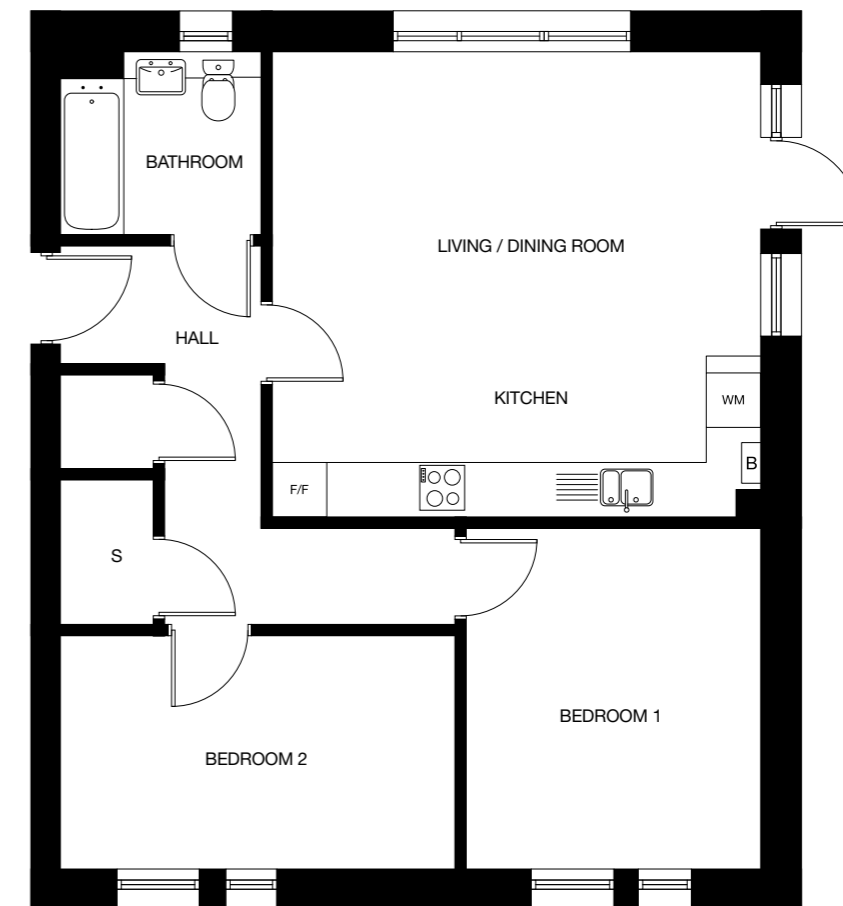 BATHROOM
LIVING / DINING ROOM
HALL
KITCHEN
WM
B
F/F
S
BEDROOM 1
BEDROOM 2